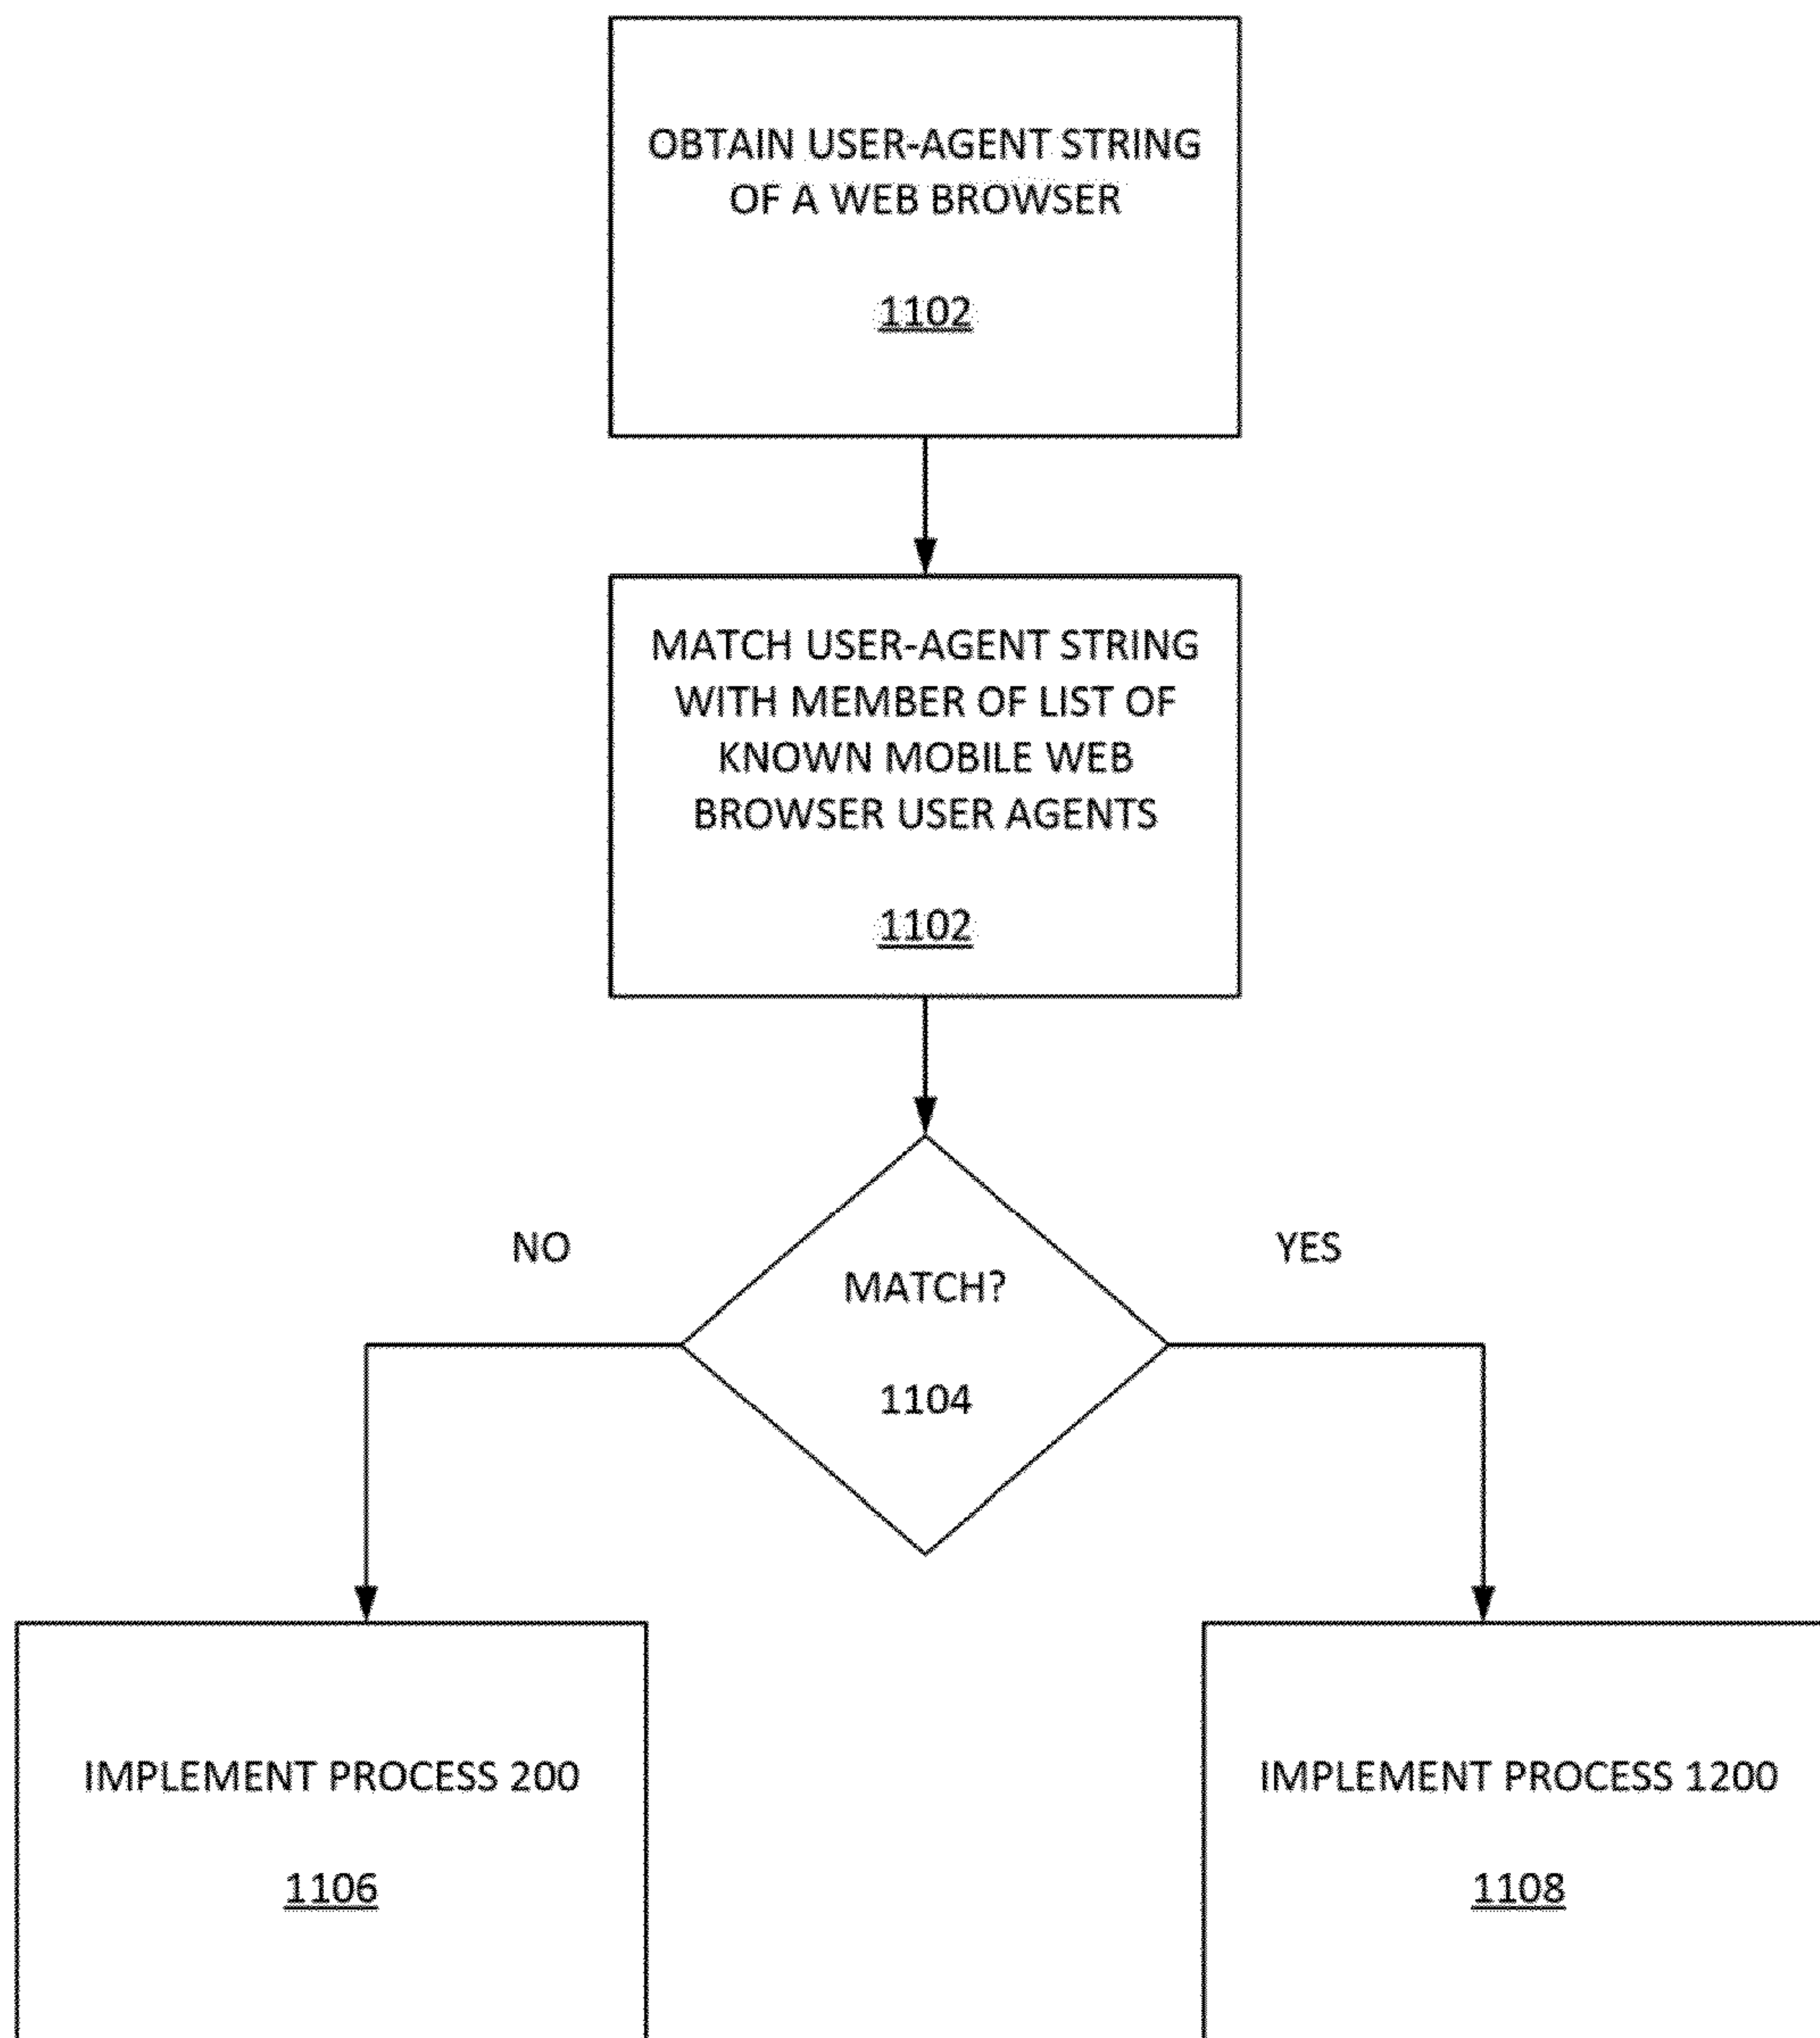 OBTAIN USER-AGENT STRING
OF A WEB BROWSER
1102
MATCH USER-AGENT STRING
WITH MEMBER OF LIST OF
KNOWN MOBILE WEB
BROWSER USER AGENTS
1102
NO
YES
MATCH?
1104
IMPLEMENT PROCESS 200
1106
IMPLEMENT PROCESS 1200
1108